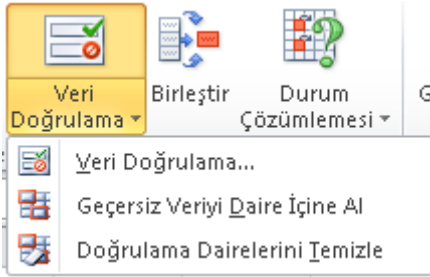 Veri Birleştir Durum G
Doğrulama Çözümlemesi
Veri Doğrulama...
Geçersiz Veriyi Daire İçine Al
Doğrulama Dairelerini Temizle